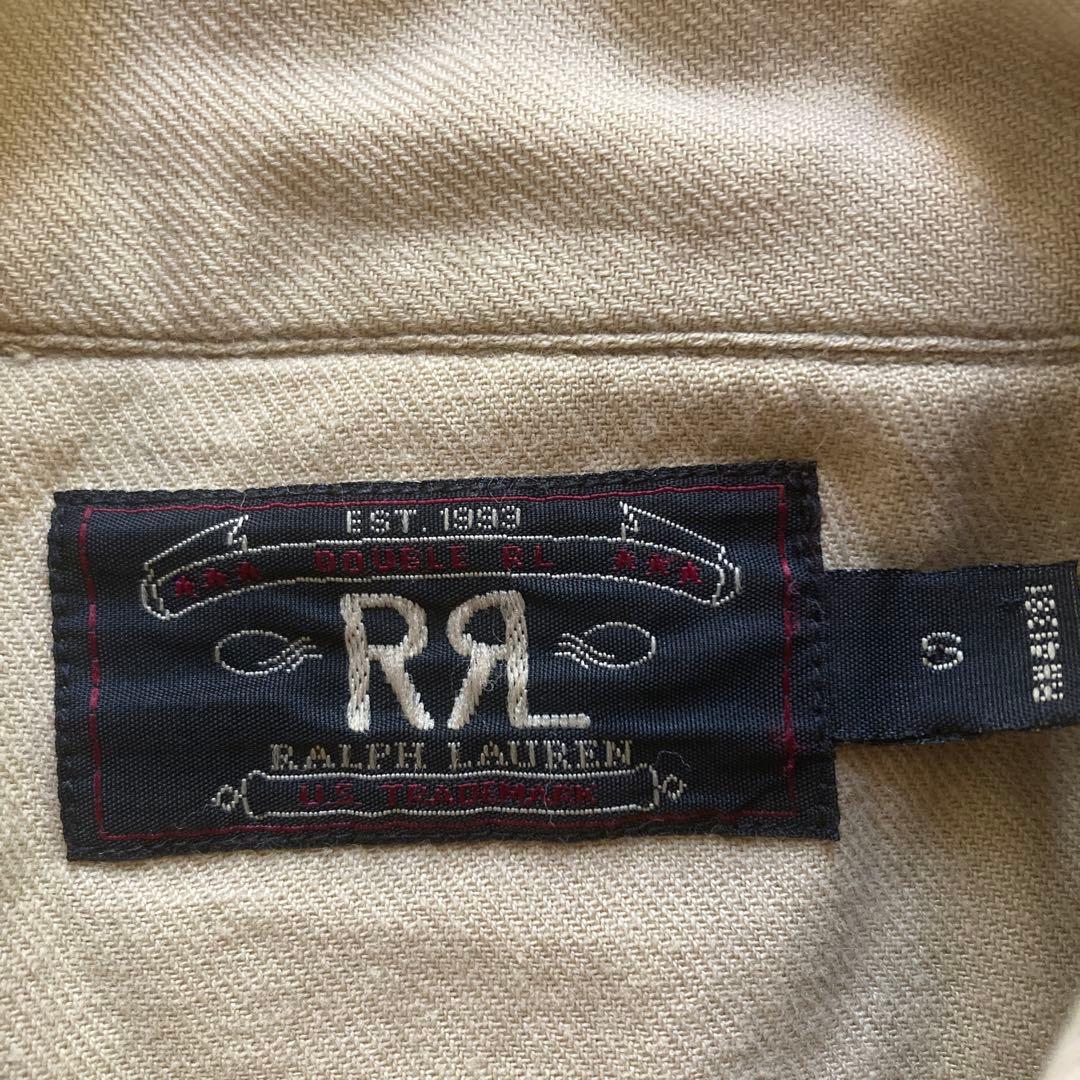 EST. 1993
DOUBLE RL
RRL
RALPH LAUREN
U.S. TRADEMARK